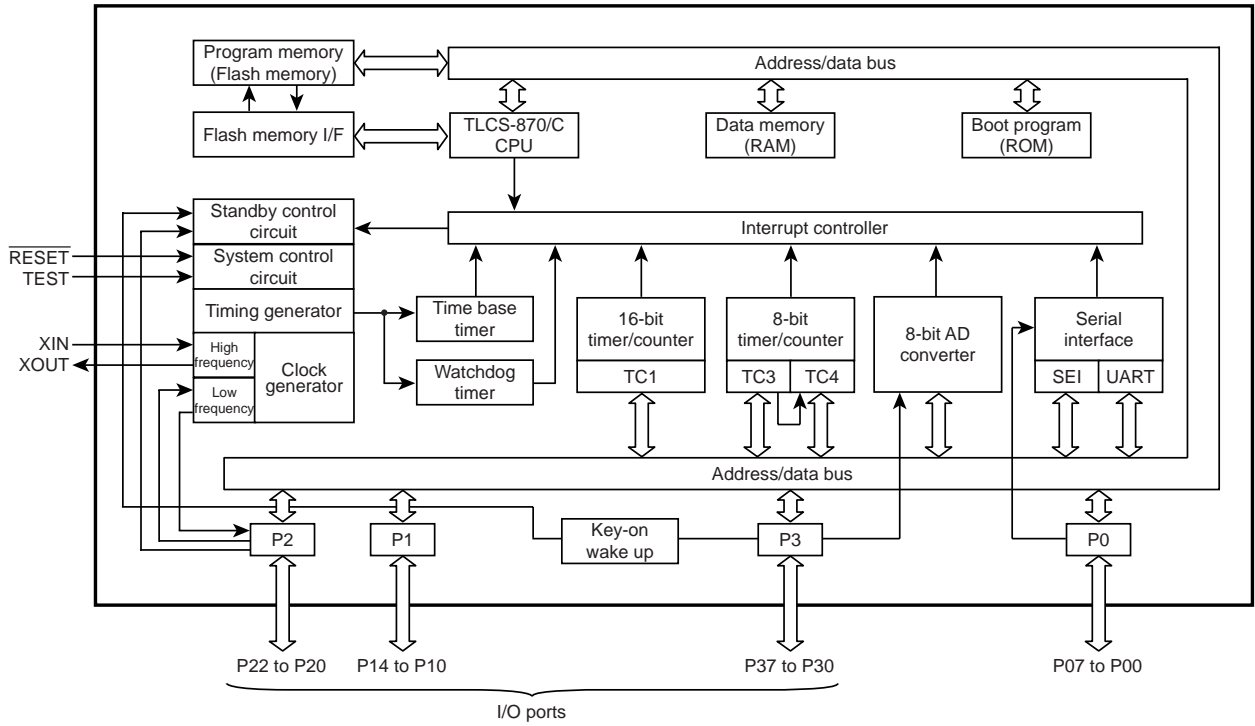 Program memory
(Flash memory)
Address/data bus
Flash memory I/F
TLCS-870/C
CPU
Data memory
(RAM)
Boot program
(ROM)
Standby control
circuit
Interrupt controller
RESET
System control
circuit
TEST
Timing generator
Time base
timer
16-bit
timer/counter
8-bit
timer/counter
8-bit AD
converter
Serial
interface
XIN
XOUT
High
frequency
Clock
generator
Low
frequency
Watchdog
timer
TC1
TC3
TC4
SEI
UART
Address/data bus
P2
P1
Key-on
wake up
P3
P0
P22 to P20
P14 to P10
P37 to P30
P07 to P00
I/O ports